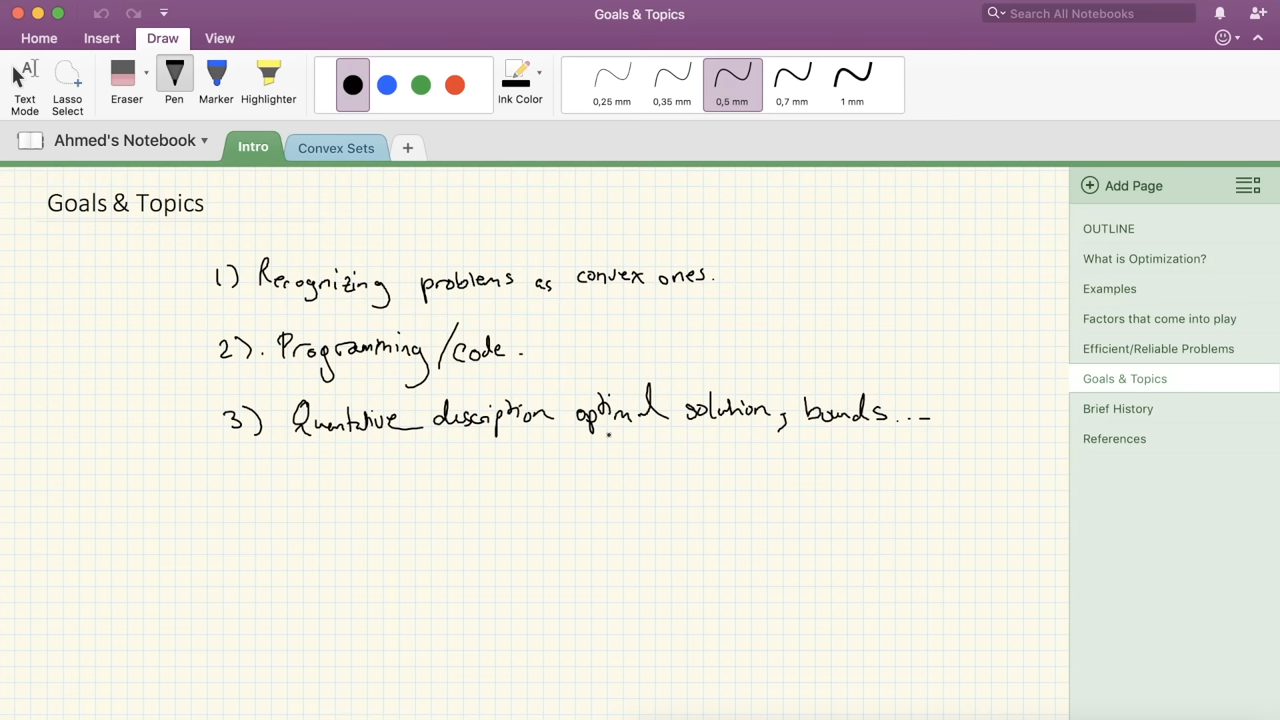 Goals & Topics
Search All Notebooks
Home Insert Draw View
Text Mode
Lasso Select
Eraser
Pen
Marker
Highlighter
Ink Color
0,25 mm
0,35 mm
0,5 mm
0,7 mm
1 mm
Ahmed's Notebook
Intro
Convex Sets
Goals & Topics
1) Recognizing problems as convex ones.
2). Programming/code.
3) Quantative description optimal solution, bounds...
Add Page
OUTLINE
What is Optimization?
Examples
Factors that come into play
Efficient/Reliable Problems
Goals & Topics
Brief History
References